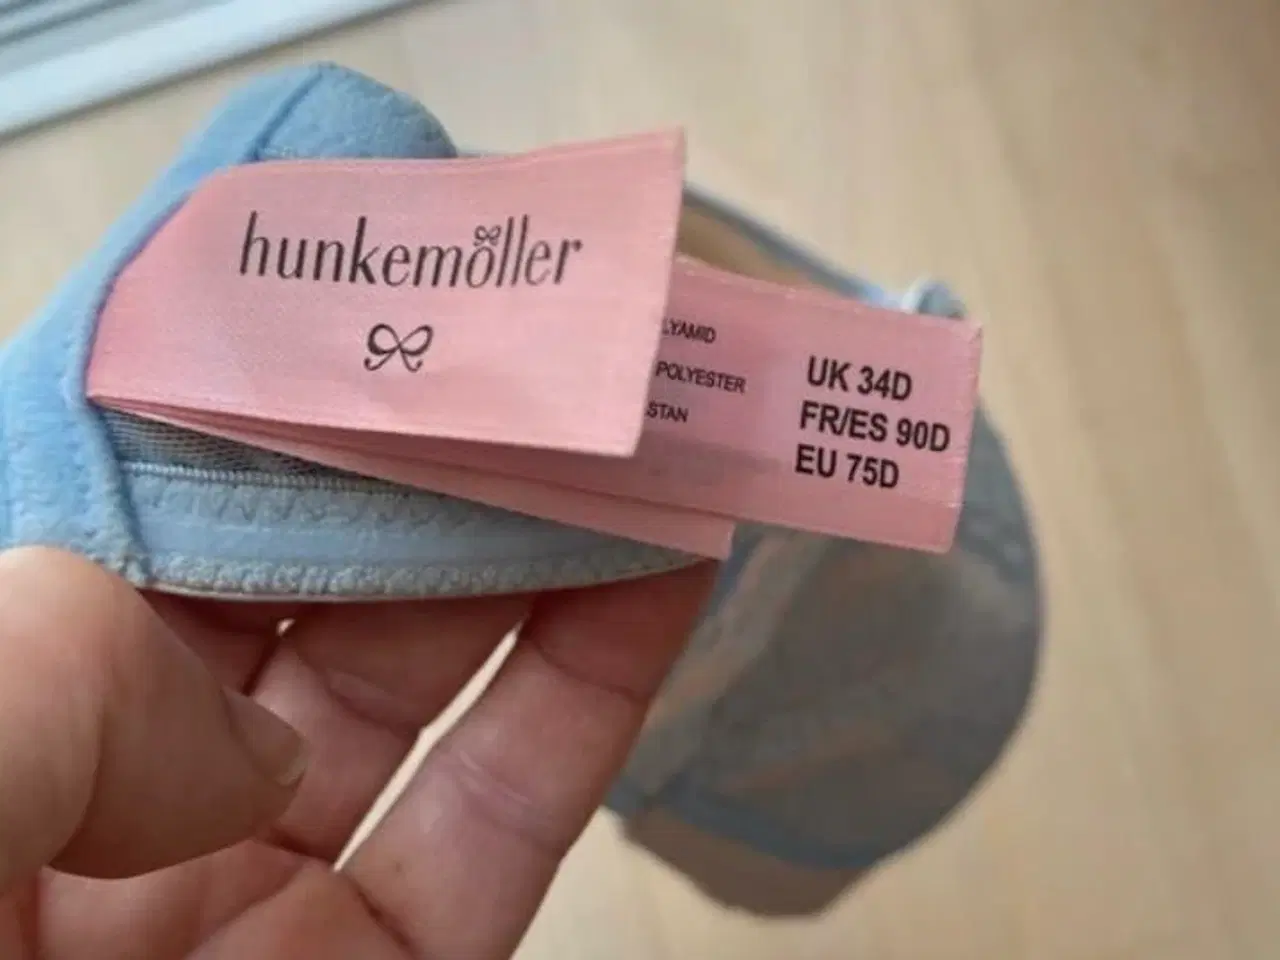 hunkemöller
LYAMID
POLYESTER
STAN
UK 34D
FR/ES 90D
EU 75D